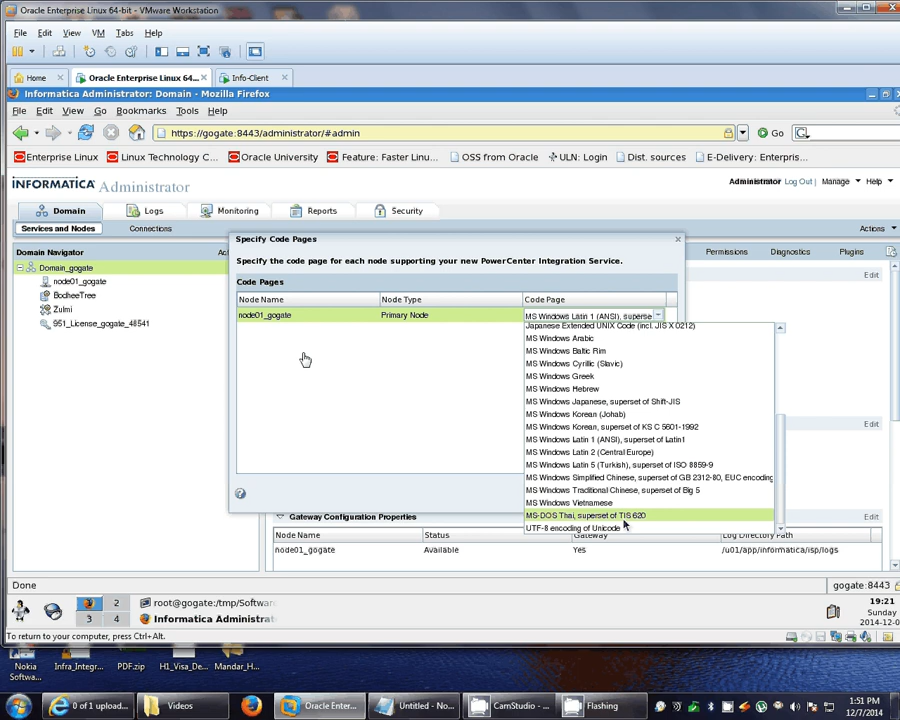 Oracle Enterprise Linux 64-bit - VMware Workstation
File Edit View VM Tabs Help
Home Oracle Enterprise Linux 64... Info-Client
Informatica Administrator: Domain - Mozilla Firefox
File Edit View Go Bookmarks Tools Help
https://gogate:8443/administrator/#admin Go
Enterprise Linux Linux Technology C... Oracle University Feature: Faster Linu... OSS from Oracle ULN: Login Dist. sources E-Delivery: Enterpris...
INFORMATICA Administrator Administrator Log Out Manage Help
Domain Logs Monitoring Reports Security
Services and Nodes Connections Actions
Domain Navigator
Permissions Diagnostics Plugins
Domain_gogate
node01_gogate
BodheeTree
Zulmi
951_License_gogate_48541
Edit
Edit
Specify Code Pages
Specify the code page for each node supporting your new PowerCenter Integration Service.
Code Pages
Node Name Node Type Code Page
node01_gogate Primary Node MS Windows Latin 1 (ANSI), superse
Japanese Extended UNIX Code (incl. JIS X 0212)
MS Windows Arabic
MS Windows Baltic Rim
MS Windows Cyrillic (Slavic)
MS Windows Greek
MS Windows Hebrew
MS Windows Japanese, superset of Shift-JIS
MS Windows Korean (Johab)
MS Windows Korean, superset of KS C 5601-1992
MS Windows Latin 1 (ANSI), superset of Latin1
MS Windows Latin 2 (Central Europe)
MS Windows Latin 5 (Turkish), superset of ISO 8859-9
MS Windows Simplified Chinese, superset of GB 2312-80, EUC encoding
MS Windows Traditional Chinese, superset of Big 5
MS Windows Vietnamese
MS-DOS Thai, superset of TIS 620
UTF-8 encoding of Unicode
Gateway Configuration Properties Edit
Node Name Status Gateway Log Directory Path
node01_gogate Available Yes /u01/app/informatica/isp/logs
Done gogate:8443
1 2 root@gogate:/tmp/Softwar
3 4 Informatica Administrat
19:21
Sunday
2014-12-0
To return to your computer, press Ctrl+Alt.
Nokia Softwa... Infra_Integr... PDF.zip H1_Visa_De... Mandar_H...
0 of 1 upload... Videos Oracle Enter... Untitled - No... CamStudio - ... Flashing
1:51 PM
12/7/2014